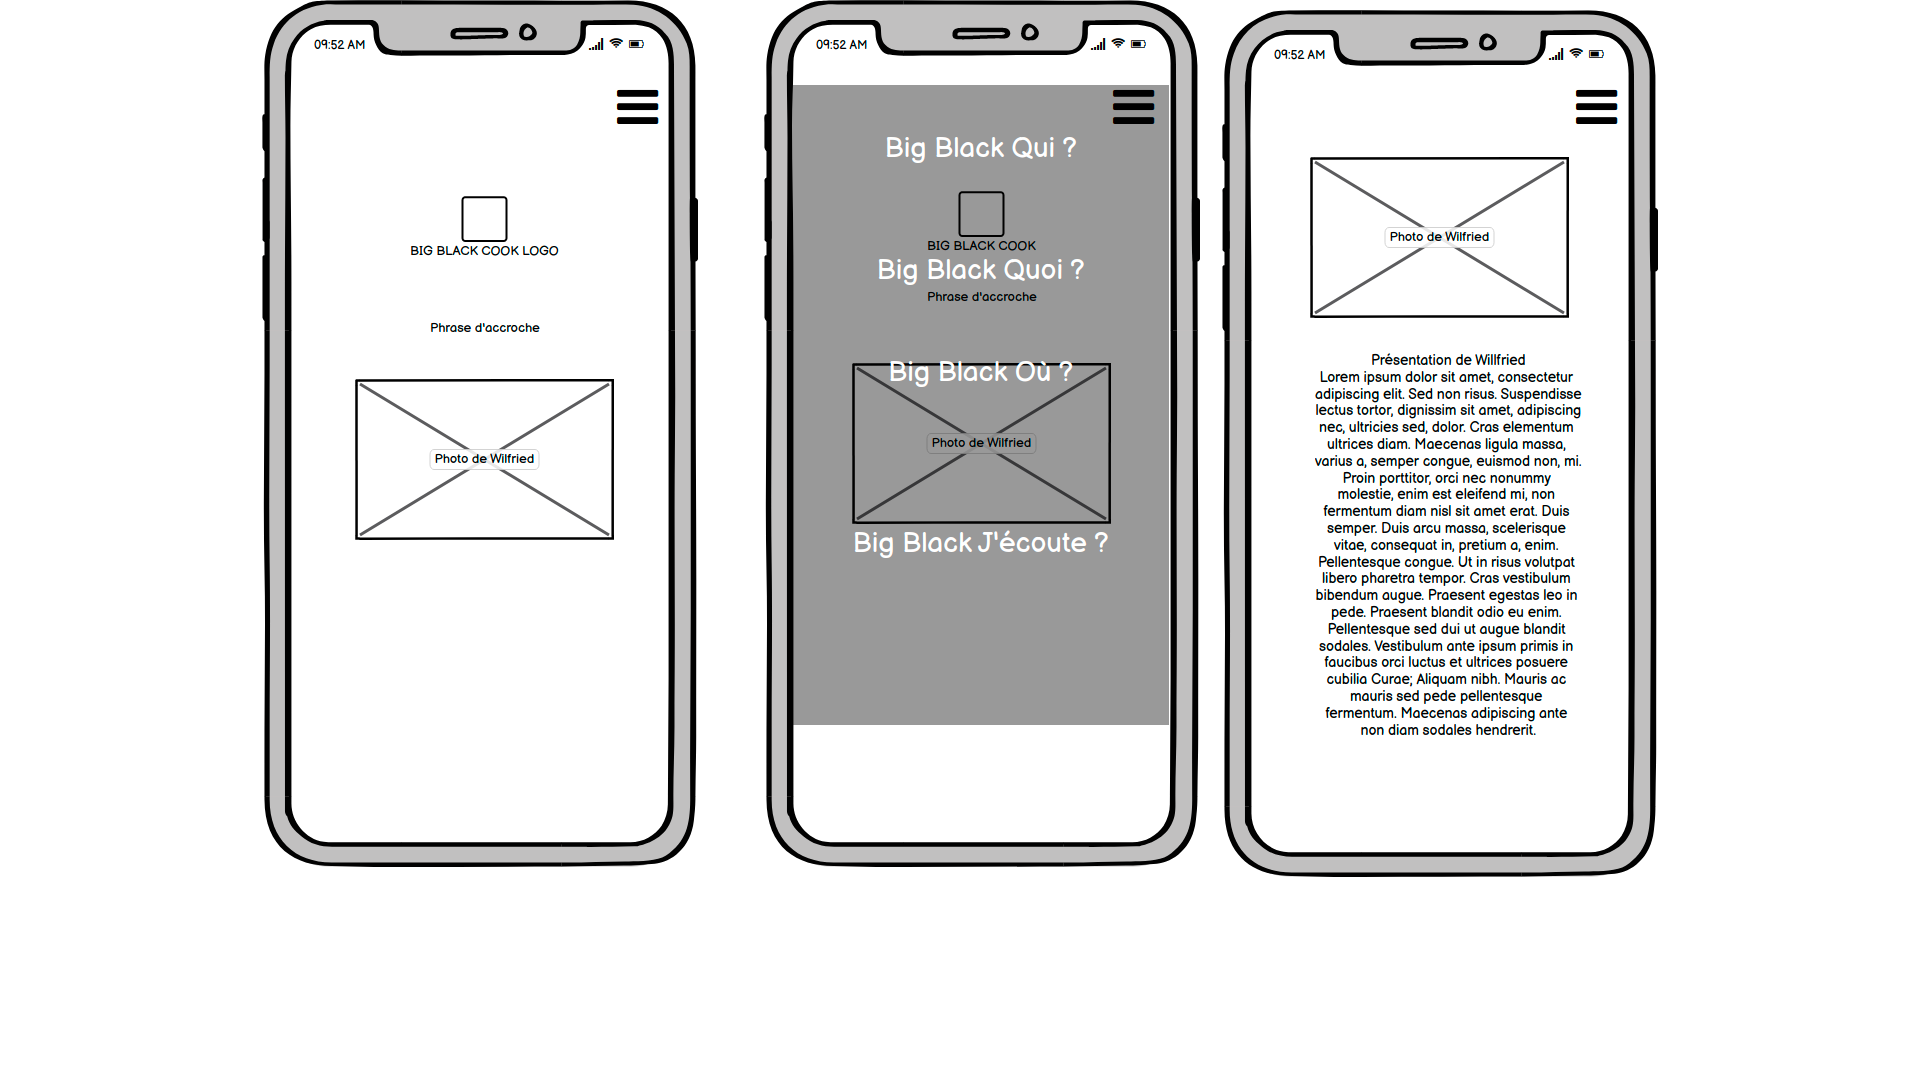 09:52 AM
BIG BLACK COOK LOGO
Phrase d'accroche
Photo de Wilfried
09:52 AM
Big Black Qui ?
BIG BLACK COOK
Big Black Quoi ?
Phrase d'accroche
Big Black Où ?
Photo de Wilfried
Big Black J'écoute ?
09:52 AM
Photo de Wilfried
Présentation de Willfried
Lorem ipsum dolor sit amet, consectetur
adipiscing elit. Sed non risus. Suspendisse
lectus tortor, dignissim sit amet, adipiscing
nec, ultricies sed, dolor. Cras elementum
ultrices diam. Maecenas ligula massa,
varius a, semper congue, euismod non, mi.
Proin porttitor, orci nec nonummy
molestie, enim est eleifend mi, non
fermentum diam nisl sit amet erat. Duis
semper. Duis arcu massa, scelerisque
vitae, consequat in, pretium a, enim.
Pellentesque congue. Ut in risus volutpat
libero pharetra tempor. Cras vestibulum
bibendum augue. Praesent egestas leo in
pede. Praesent blandit odio eu enim.
Pellentesque sed dui ut augue blandit
sodales. Vestibulum ante ipsum primis in
faucibus orci luctus et ultrices posuere
cubilia Curae; Aliquam nibh. Mauris ac
mauris sed pede pellentesque
fermentum. Maecenas adipiscing ante
non diam sodales hendrerit.